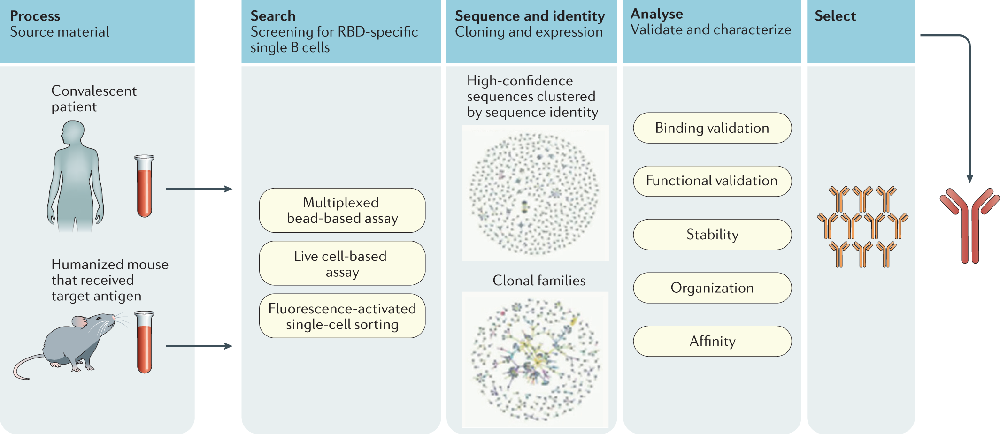 Process
Source material
Convalescent
patient
Humanized mouse
that received
target antigen
Search
Screening for RBD-specific
single B cells
Multiplexed
bead-based assay
Live cell-based
assay
Fluorescence-activated
single-cell sorting
Sequence and identity
Cloning and expression
High-confidence
sequences clustered
by sequence identity
Clonal families
Analyse
Validate and characterize
Binding validation
Functional validation
Stability
Organization
Affinity
Select